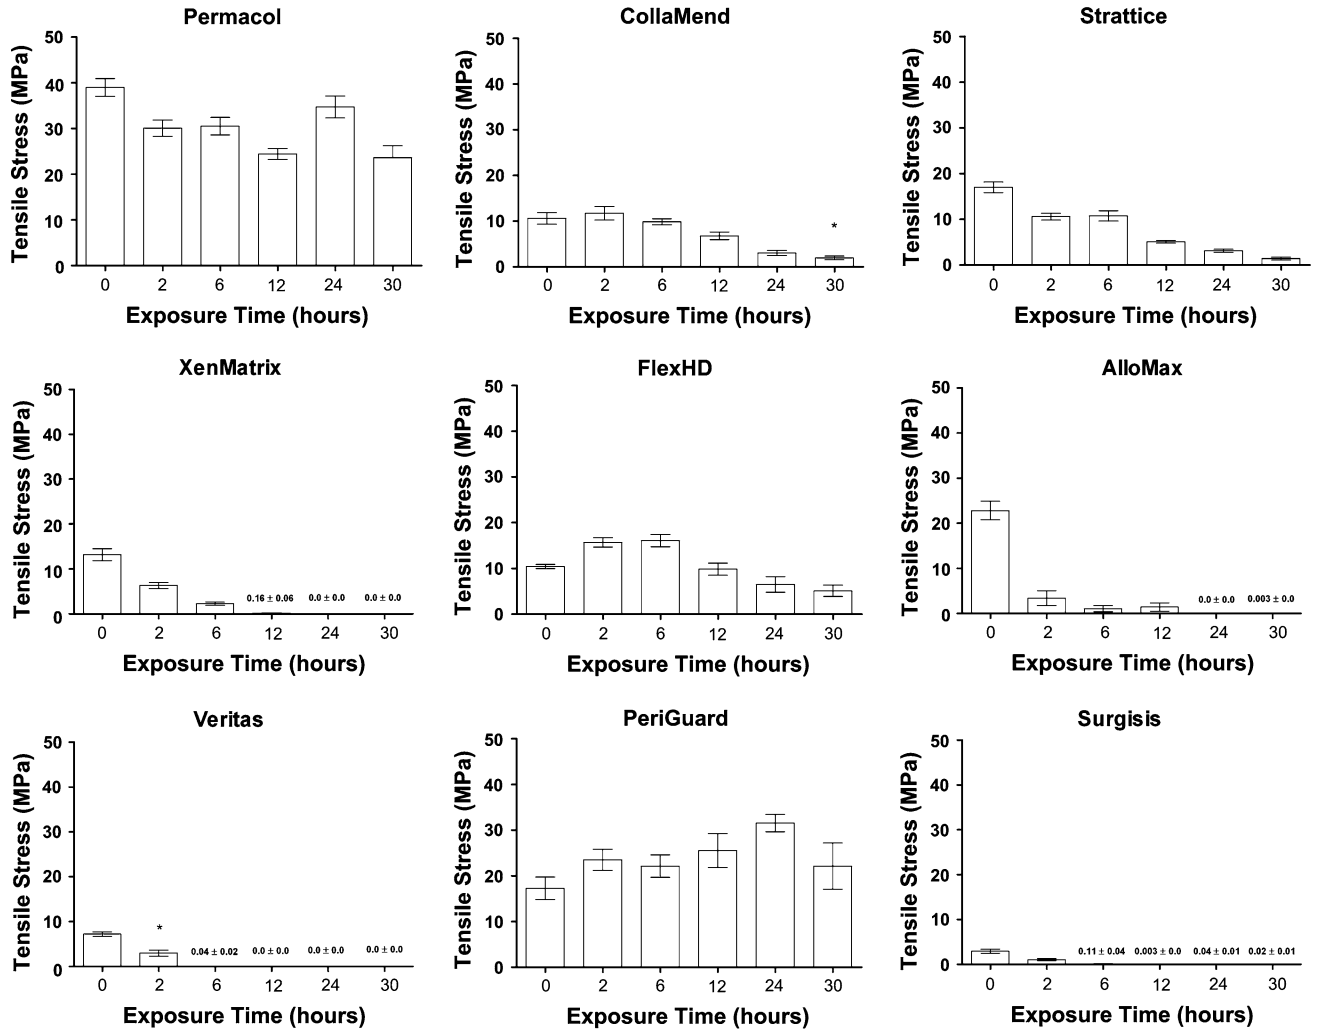 Permacol
CollaMend
Strattice
Tensile Stress (MPa)
50
40
30
20
10
0
0 2 6 12 24 30
Exposure Time (hours)
Tensile Stress (MPa)
50
40
30
20
10
0
*
0 2 6 12 24 30
Exposure Time (hours)
Tensile Stress (MPa)
50
40
30
20
10
0
0 2 6 12 24 30
Exposure Time (hours)
XenMatrix
FlexHD
AlloMax
Tensile Stress (MPa)
50
40
30
20
10
0
0.16 ± 0.06 0.0 ± 0.0 0.0 ± 0.0
0 2 6 12 24 30
Exposure Time (hours)
Tensile Stress (MPa)
50
40
30
20
10
0
0 2 6 12 24 30
Exposure Time (hours)
Tensile Stress (MPa)
50
40
30
20
10
0
0.0 ± 0.0 0.003 ± 0.0
0 2 6 12 24 30
Exposure Time (hours)
Veritas
PeriGuard
Surgisis
Tensile Stress (MPa)
50
40
30
20
10
0
*
0.04 ± 0.02 0.0 ± 0.0 0.0 ± 0.0 0.0 ± 0.0
0 2 6 12 24 30
Exposure Time (hours)
Tensile Stress (MPa)
50
40
30
20
10
0
0 2 6 12 24 30
Exposure Time (hours)
Tensile Stress (MPa)
50
40
30
20
10
0
0.11 ± 0.04 0.003 ± 0.0 0.04 ± 0.01 0.02 ± 0.01
0 2 6 12 24 30
Exposure Time (hours)